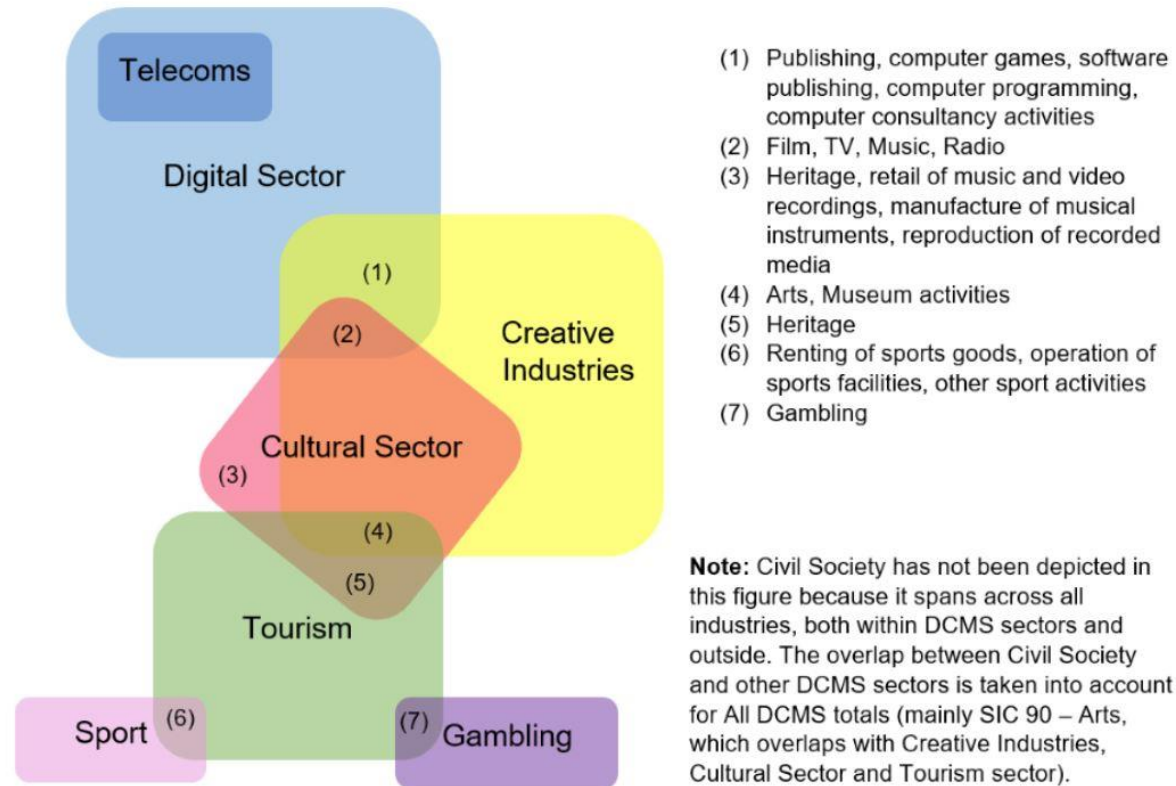 Telecoms
Digital Sector
(1)
(2)
Creative
Industries
Cultural Sector
(3)
(4)
(5)
Tourism
Sport
(6)
(7)
Gambling
(1) Publishing, computer games, software
publishing, computer programming,
computer consultancy activities
(2) Film, TV, Music, Radio
(3) Heritage, retail of music and video
recordings, manufacture of musical
instruments, reproduction of recorded
media
(4) Arts, Museum activities
(5) Heritage
(6) Renting of sports goods, operation of
sports facilities, other sport activities
(7) Gambling
Note: Civil Society has not been depicted in
this figure because it spans across all
industries, both within DCMS sectors and
outside. The overlap between Civil Society
and other DCMS sectors is taken into account
for All DCMS totals (mainly SIC 90 – Arts,
which overlaps with Creative Industries,
Cultural Sector and Tourism sector).